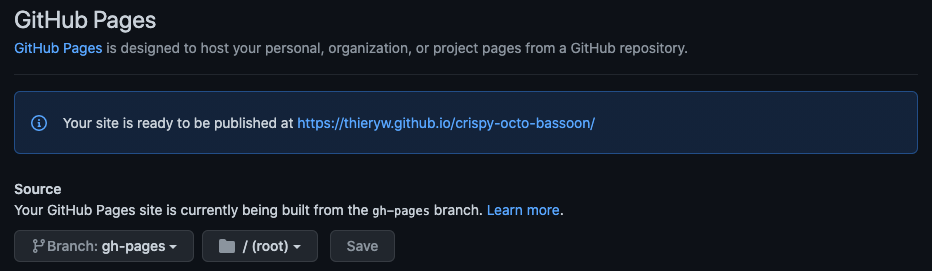 GitHub Pages
GitHub Pages is designed to host your personal, organization, or project pages from a GitHub repository.
Your site is ready to be published at https://thieryw.github.io/crispy-octo-bassoon/
Source
Your GitHub Pages site is currently being built from the gh-pages branch. Learn more.
Branch: gh-pages / (root) Save